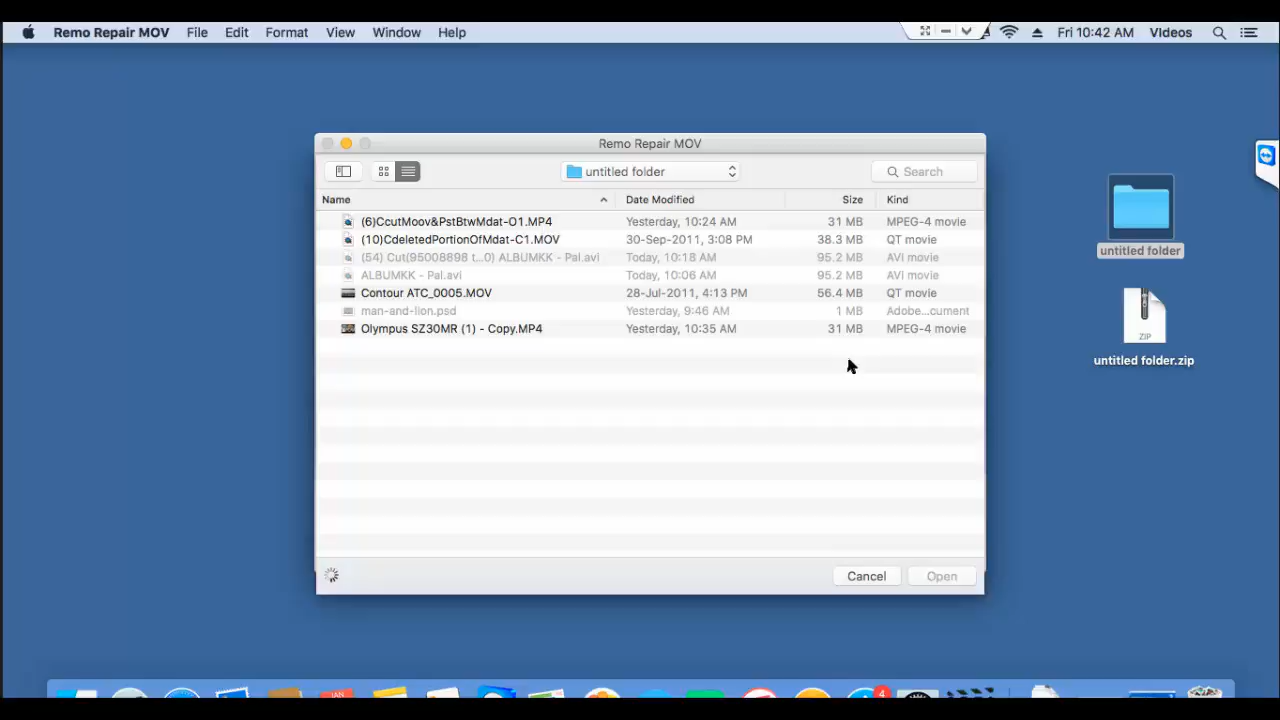 Remo Repair MOV File Edit Format View Window Help Fri 10:42 AM Videos
Remo Repair MOV
untitled folder Search
Name Date Modified Size Kind
(6)CcutMoov&PstBtwMdat-O1.MP4 Yesterday, 10:24 AM 31 MB MPEG-4 movie
(10)CdeletedPortionOfMdat-C1.MOV 30-Sep-2011, 3:08 PM 38.3 MB QT movie
(54) Cut(95008898 t...0) ALBUMKK - Pal.avi Today, 10:18 AM 95.2 MB AVI movie
ALBUMKK - Pal.avi Today, 10:06 AM 95.2 MB AVI movie
Contour ATC_0005.MOV 28-Jul-2011, 4:13 PM 56.4 MB QT movie
man-and-lion.psd Yesterday, 9:46 AM 1 MB Adobe...cument
Olympus SZ30MR (1) - Copy.MP4 Yesterday, 10:35 AM 31 MB MPEG-4 movie
Cancel Open
untitled folder
ZIP
untitled folder.zip
JAN
4